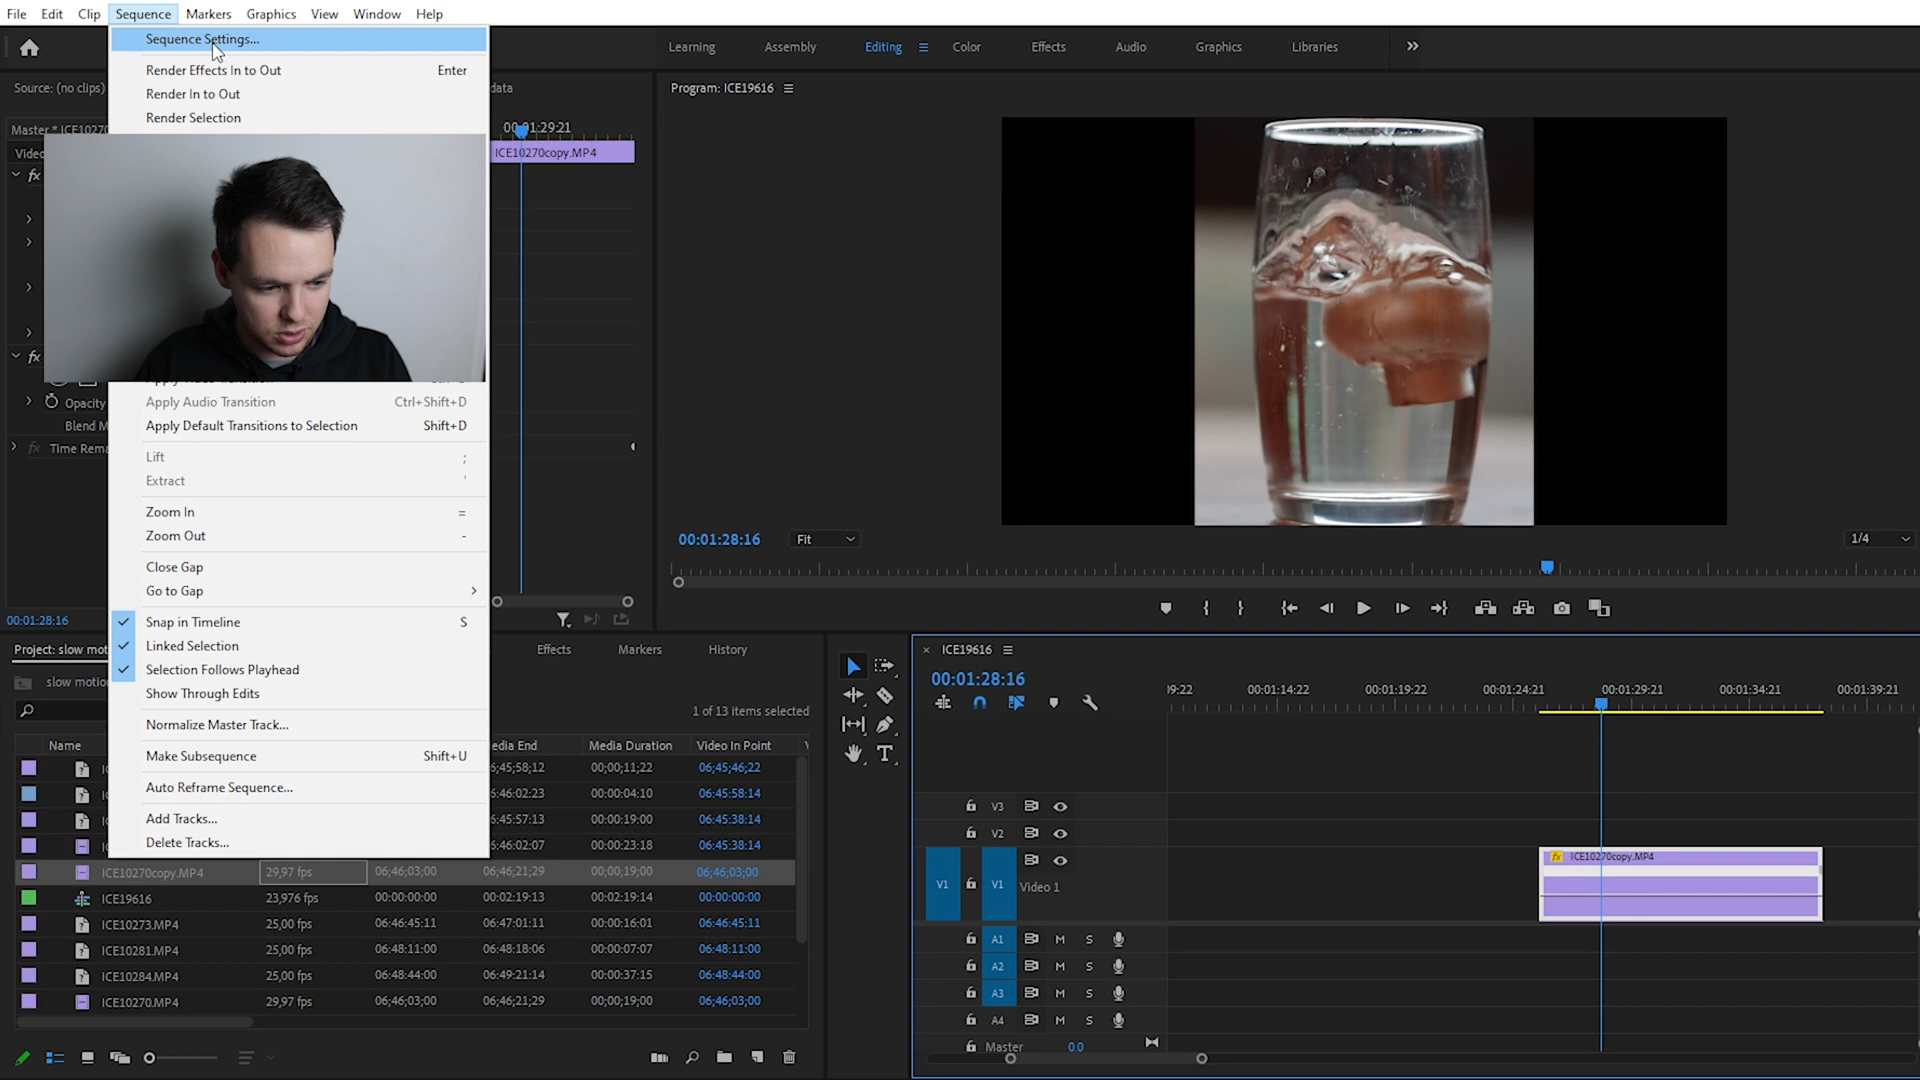 File Edit Clip Sequence Markers Graphics View Window Help
Sequence Settings...
Learning Assembly Editing Color Effects Audio Graphics Libraries
Render Effects In to Out Enter
Source: (no clips)
data
Program: ICE19616
Render In to Out
Render Selection
Master * ICE10270
00:01:29:21
Video
ICE10270copy.MP4
fx
fx
Apply Audio Transition Ctrl+Shift+D
Opacity
Apply Default Transitions to Selection Shift+D
Blend M
Time Rema
Lift ;
Extract '
Zoom In =
Zoom Out -
00:01:28:16 Fit 1/4
Close Gap
Go to Gap
00:01:28:16
Snap in Timeline S
Linked Selection
Selection Follows Playhead
Show Through Edits
Project: slow mot
Effects Markers History
slow motio
1 of 13 items selected
Normalize Master Track...
Make Subsequence Shift+U
Auto Reframe Sequence...
Add Tracks...
Delete Tracks...
Name edia End Media Duration Video In Point
6;45;58;12 00;00;11;22 06;45;46;22
6:46:02:23 00:00:04:10 06:45:58:14
6:45:57:13 00:00:19:00 06:45:38:14
6:46:02:07 00:00:23:18 06:45:38:14
ICE10270copy.MP4 29,97 fps 06;46;03;00 06;46;21;29 00;00;19;00 06;46;03;00
ICE19616 23,976 fps 00:00:00:00 00:02:19:13 00:02:19:14 00:00:00:00
ICE10273.MP4 25,00 fps 06:46:45:11 06:47:01:11 00:00:16:01 06:46:45:11
ICE10281.MP4 25,00 fps 06:48:11:00 06:48:18:06 00:00:07:07 06:48:11:00
ICE10284.MP4 25,00 fps 06:48:44:00 06:49:21:14 00:00:37:15 06:48:44:00
ICE10270.MP4 29,97 fps 06;46;03;00 06;46;21;29 00;00;19;00 06;46;03;00
ICE19616
00:01:28:16
9:22 00:01:14:22 00:01:19:22 00:01:24:21 00:01:29:21 00:01:34:21 00:01:39:21
V3
V2
V1 V1 Video 1
fx ICE10270copy.MP4
A1 M S
A2 M S
A3 M S
A4 M S
Master 0.0